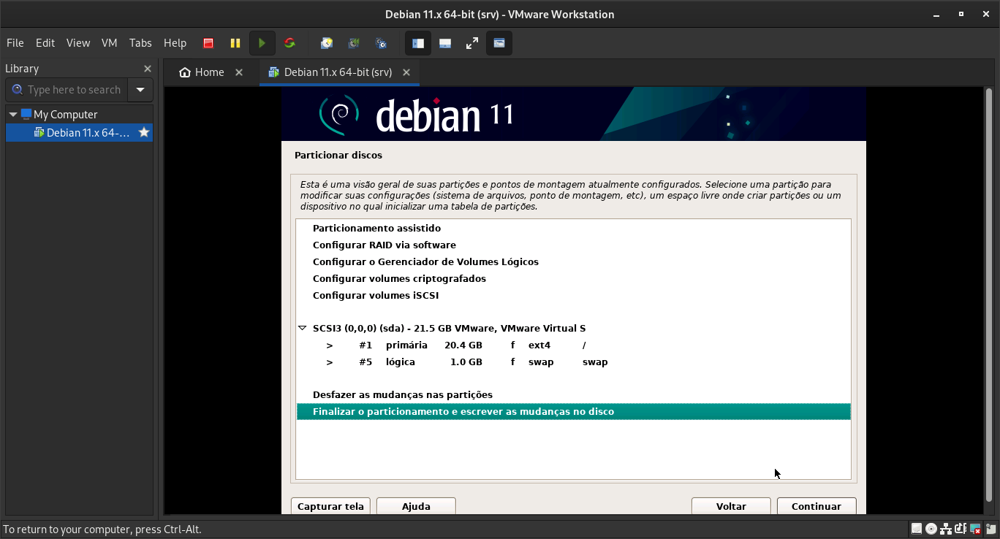 Debian 11.x 64-bit (srv) - VMware Workstation
File Edit View VM Tabs Help
Library
Home
Debian 11.x 64-bit (srv)
Type here to search
My Computer
Debian 11.x 64-...
debian 11
Particionar discos
Esta é uma visão geral de suas partições e pontos de montagem atualmente configurados. Selecione uma partição para
modificar suas configurações (sistema de arquivos, ponto de montagem, etc), um espaço livre onde criar partições ou um
dispositivo no qual inicializar uma tabela de partições.
Particionamento assistido
Configurar RAID via software
Configurar o Gerenciador de Volumes Lógicos
Configurar volumes criptografados
Configurar volumes iSCSI
SCSI3 (0,0,0) (sda) - 21.5 GB VMware, VMware Virtual S
> #1 primária 20.4 GB f ext4 /
> #5 lógica 1.0 GB f swap swap
Desfazer as mudanças nas partições
Finalizar o particionamento e escrever as mudanças no disco
Capturar tela Ajuda Voltar Continuar
To return to your computer, press Ctrl-Alt.